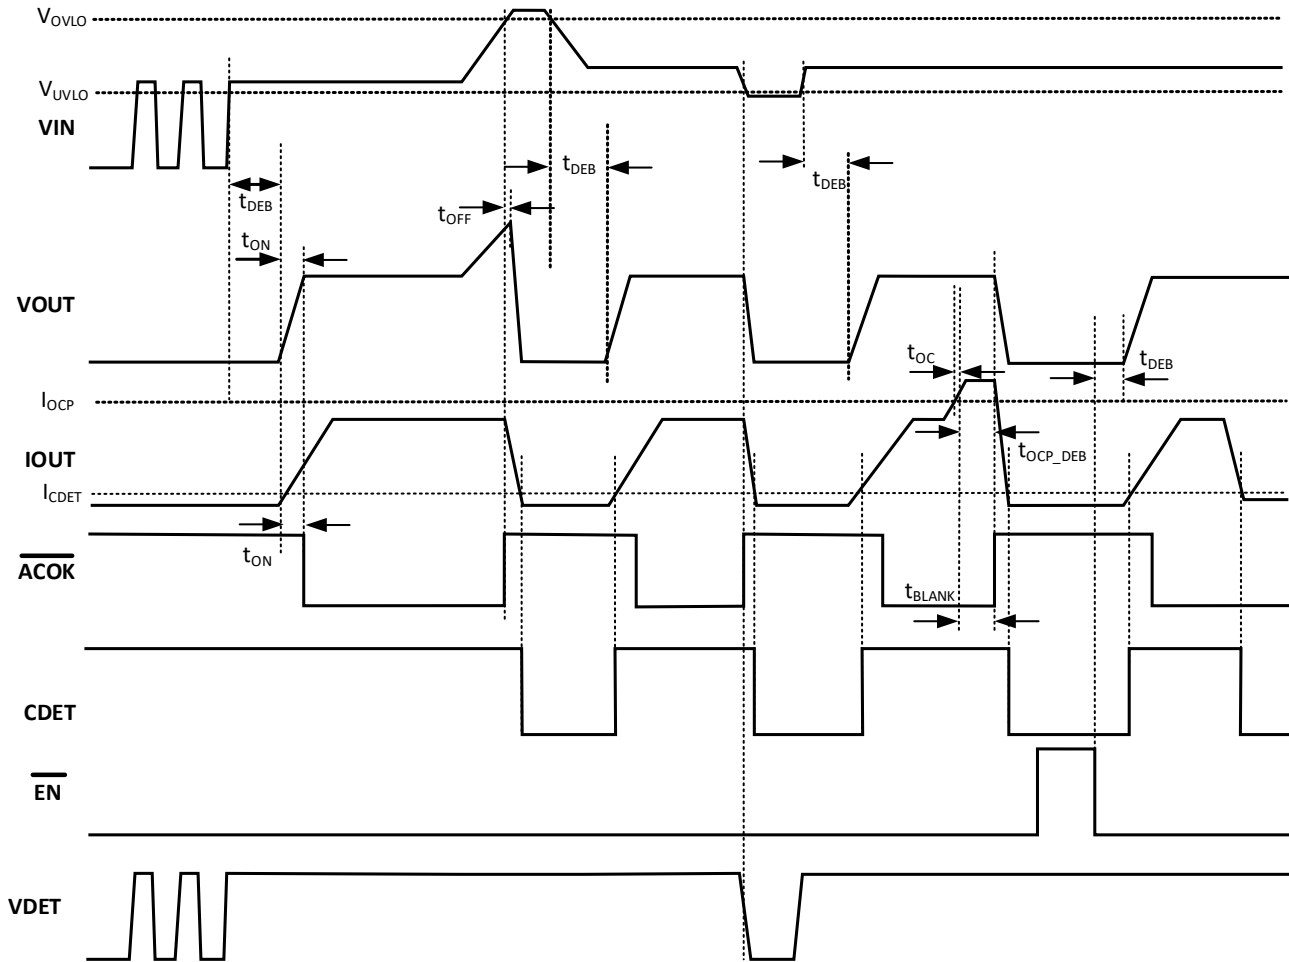 VOVLO
VUVLO
VIN
tDEB
tDEB
tDEB
tOFF
tON
VOUT
tOC
tDEB
IOCP
IOUT
tOCP_DEB
ICDET
tON
ACOK
tBLANK
CDET
EN
VDET